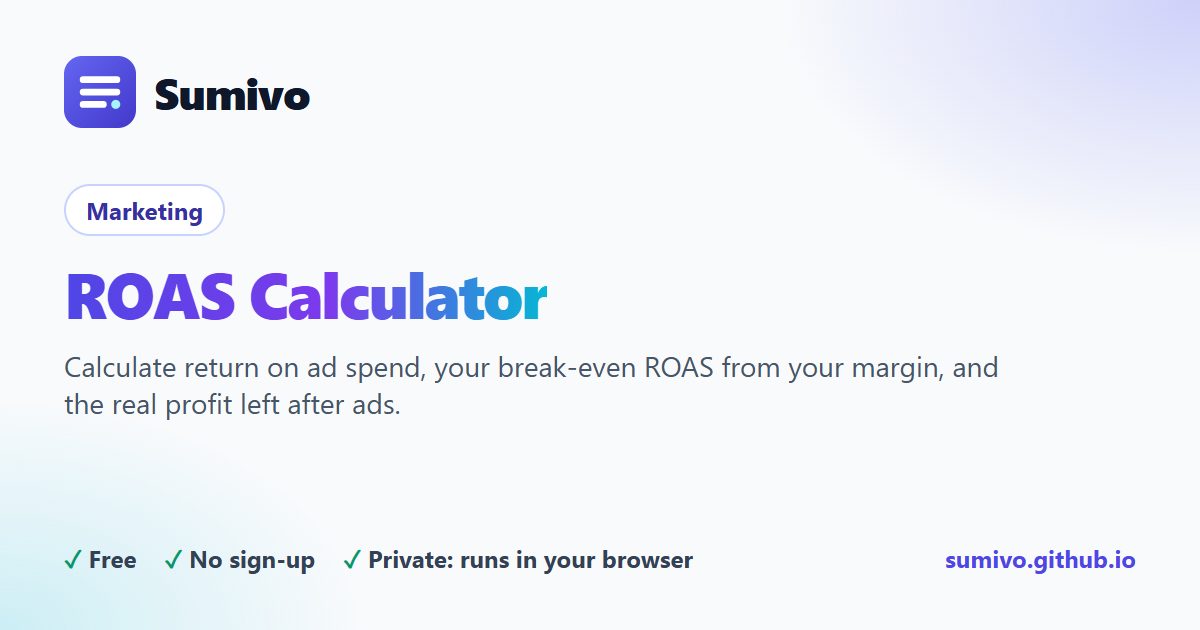 Sumivo
Marketing
ROAS Calculator
Calculate return on ad spend, your break-even ROAS from your margin, and
the real profit left after ads.
✓ Free ✓ No sign-up ✓ Private: runs in your browser
sumivo.github.io